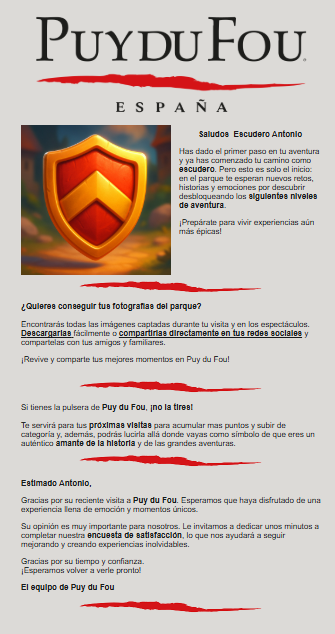 PUY DU FOU
ESPAÑA
Saludos Escudero Antonio
Has dado el primer paso en tu aventura
y ya has comenzado tu camino como
escudero. Pero esto es solo el inicio:
en el parque te esperan nuevos retos,
historias y emociones por descubrir
desbloqueando los siguientes niveles
de aventura.
¡Prepárate para vivir experiencias aún
más épicas!
¿Quieres conseguir tus fotografías del parque?
Encontrarás todas las imágenes captadas durante tu visita y en los espectáculos.
Descargarlas fácilmente o compartirlas directamente en tus redes sociales y
compartelas con tus amigos y familiares.
¡Revive y comparte tus mejores momentos en Puy du Fou!
Si tienes la pulsera de Puy du Fou, ¡no la tires!
Te servirá para tus próximas visitas para acumular mas puntos y subir de
categoría y, además, podrás lucirla allá donde vayas como símbolo de que eres un
auténtico amante de la historia y de las grandes aventuras.
Estimado Antonio,
Gracias por su reciente visita a Puy du Fou. Esperamos que haya disfrutado de una
experiencia llena de emoción y momentos únicos.
Su opinión es muy importante para nosotros. Le invitamos a dedicar unos minutos a
completar nuestra encuesta de satisfacción, lo que nos ayudará a seguir
mejorando y creando experiencias inolvidables.
Gracias por su tiempo y confianza.
¡Esperamos volver a verle pronto!
El equipo de Puy du Fou